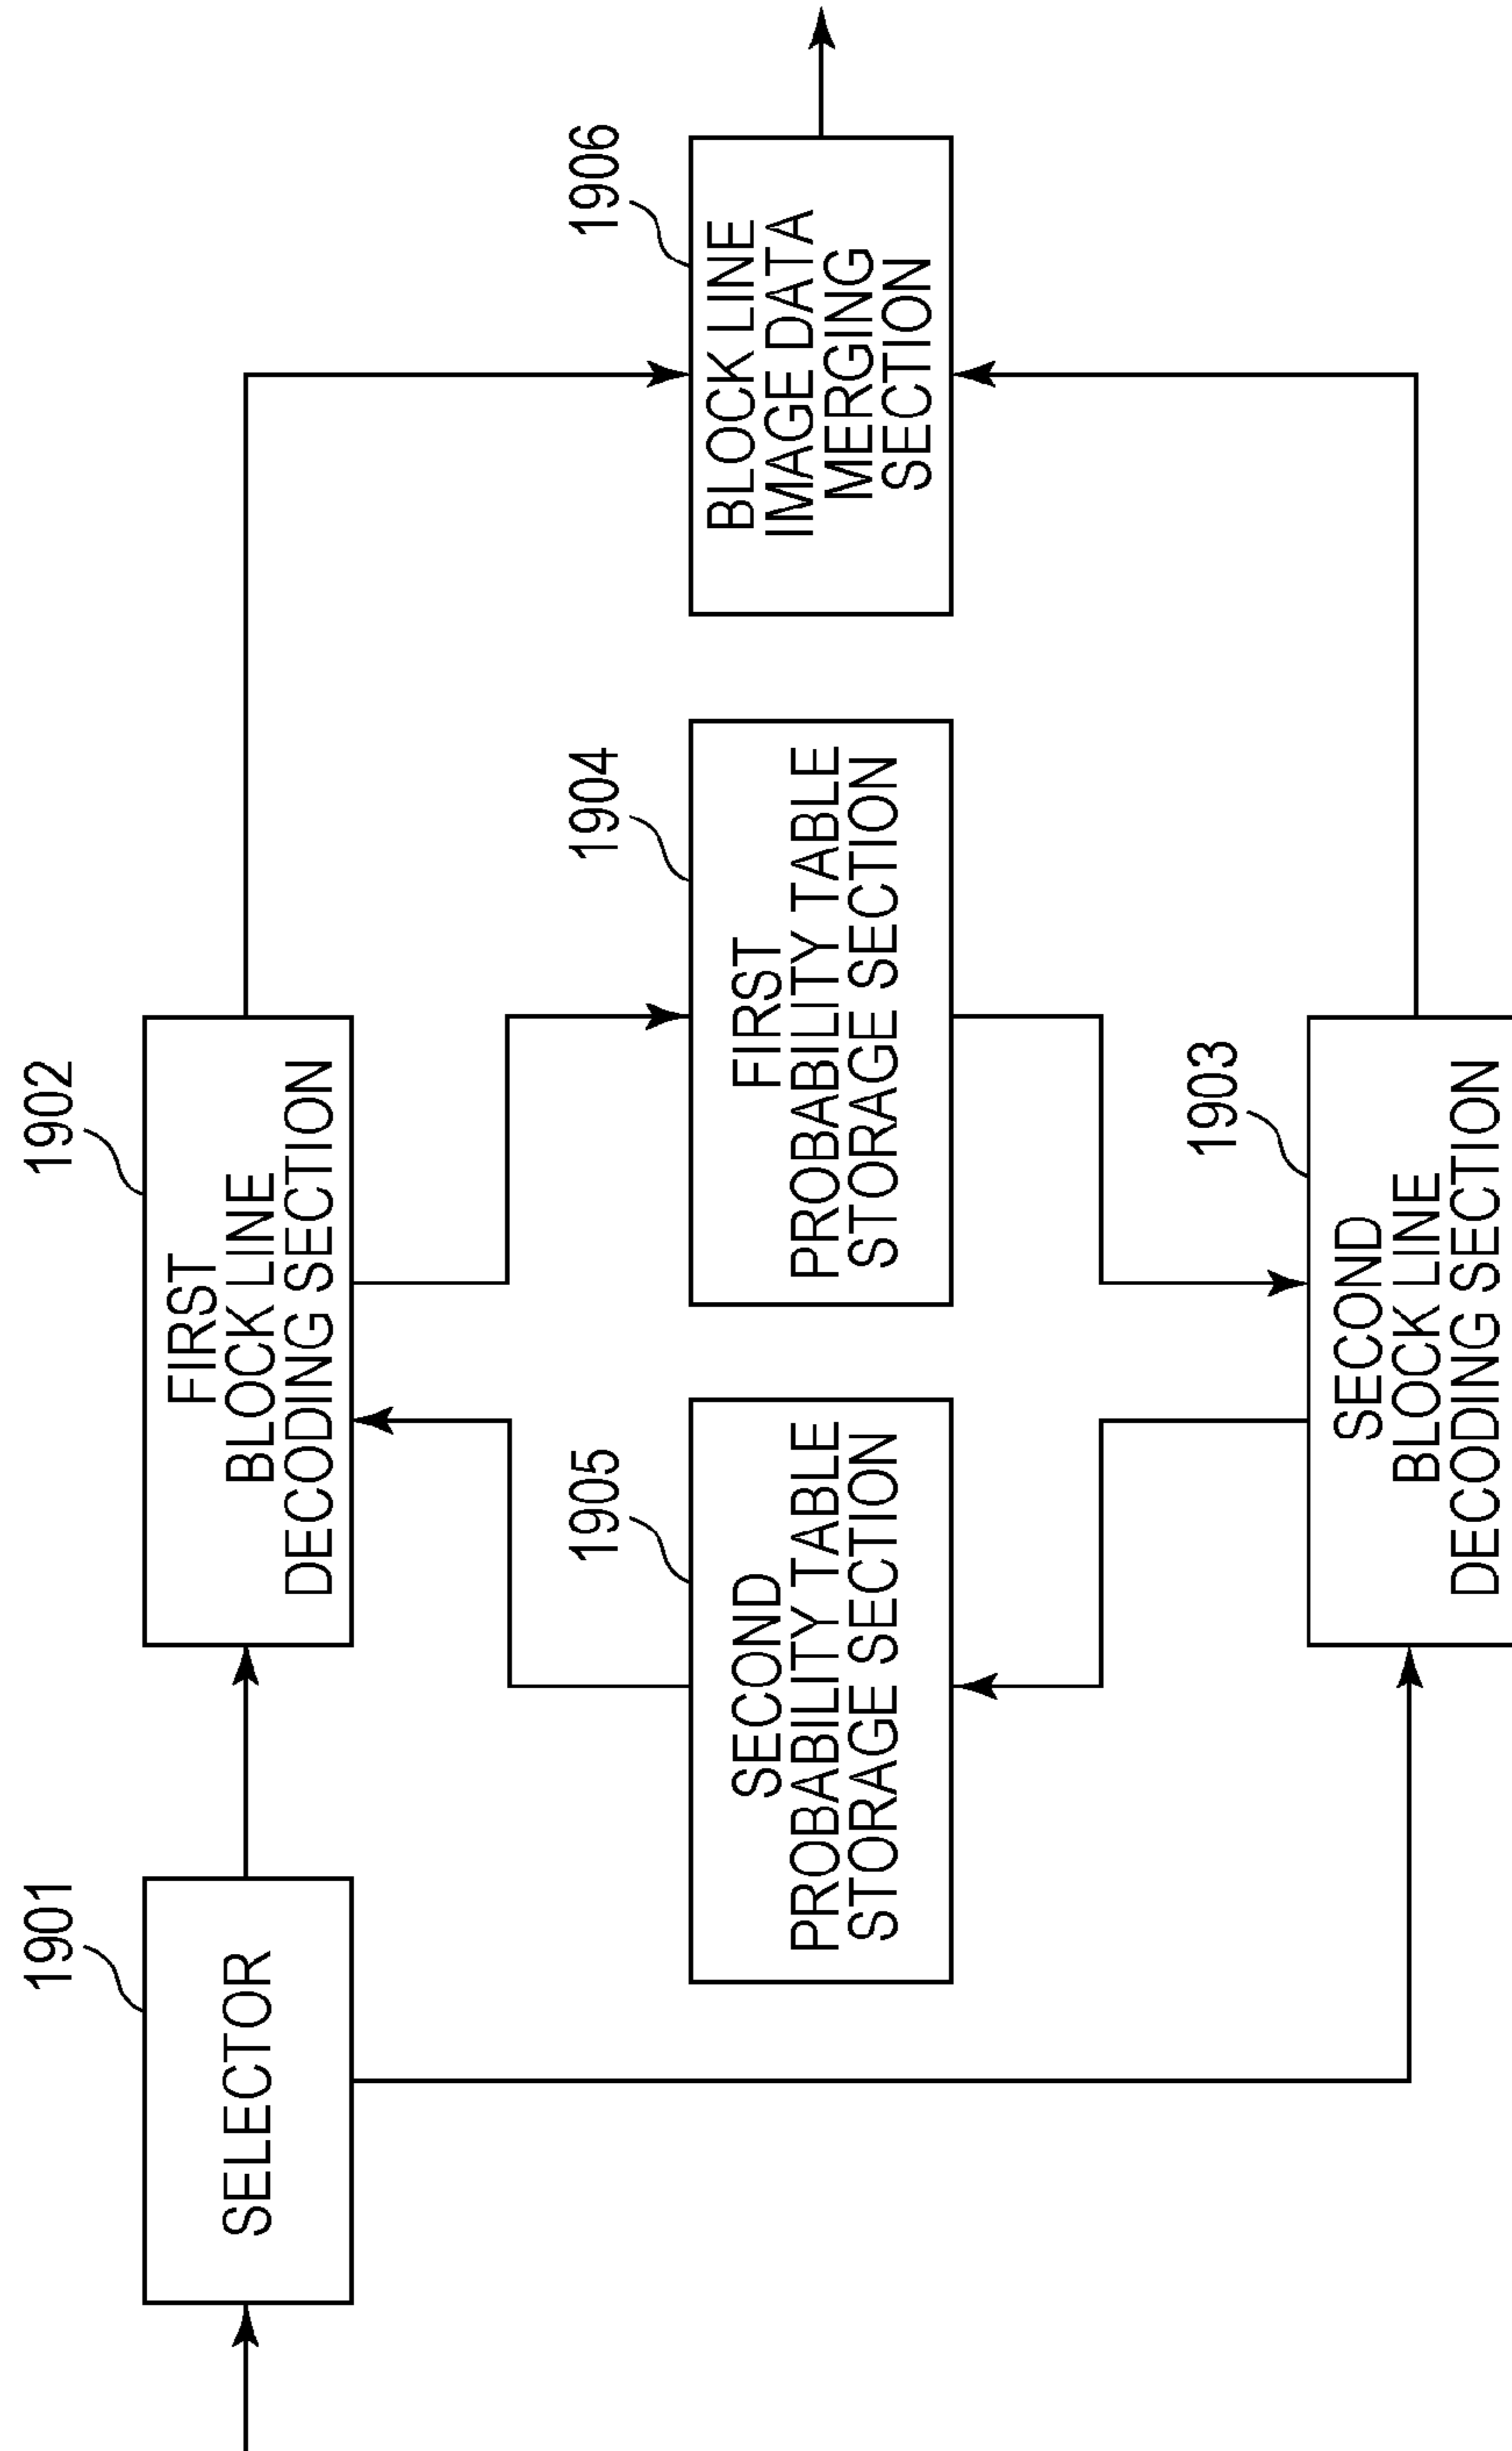 1901
SELECTOR
1902
FIRST
BLOCK LINE
DECODING SECTION
1905
SECOND
PROBABILITY TABLE
STORAGE SECTION
1904
FIRST
PROBABILITY TABLE
STORAGE SECTION
1906
BLOCK LINE
IMAGE DATA
MERGING
SECTION
1903
SECOND
BLOCK LINE
DECODING SECTION